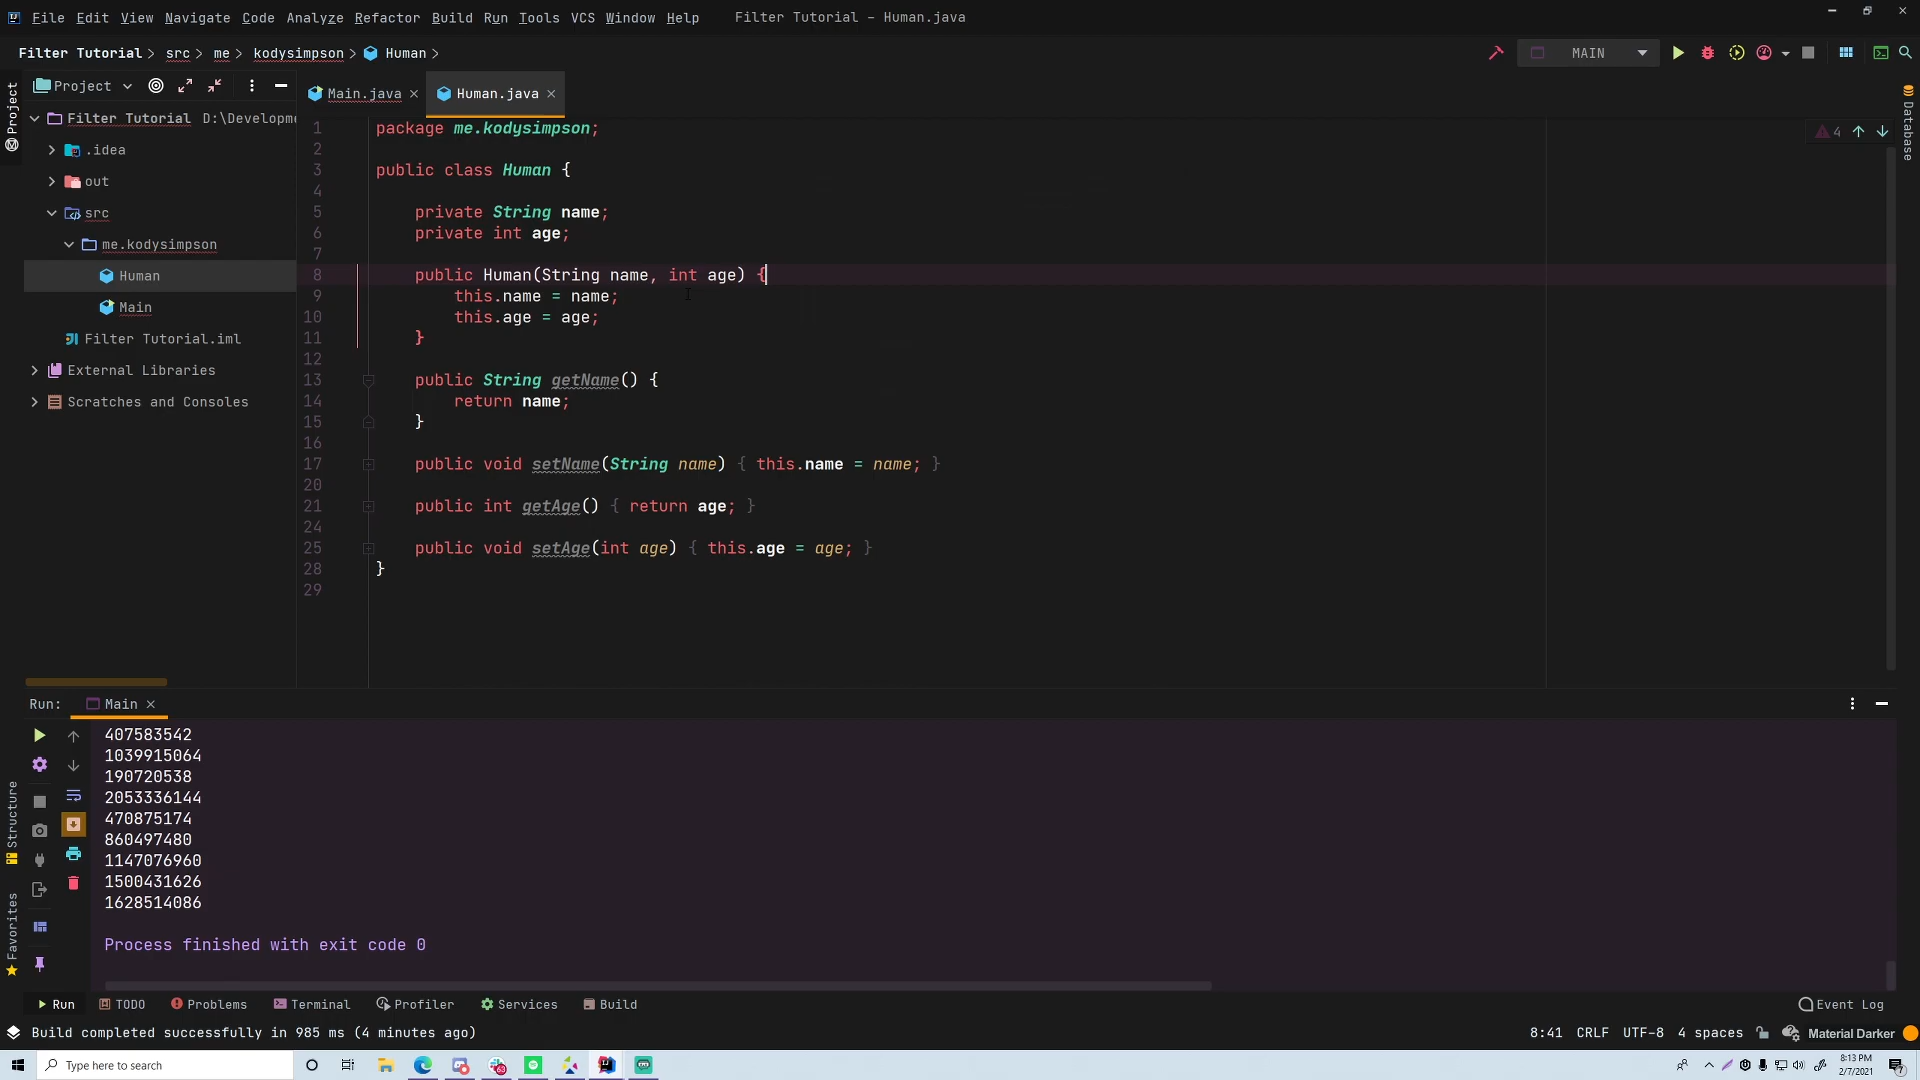 File Edit View Navigate Code Analyze Refactor Build Run Tools VCS Window Help Filter Tutorial - Human.java
Filter Tutorial > src > me > kodysimpson > Human >
MAIN
Project
Main.java
Human.java
Project
Database
Filter Tutorial D:\Developme
.idea
out
src
me.kodysimpson
Human
Main
Filter Tutorial.iml
External Libraries
Scratches and Consoles
4
1 package me.kodysimpson;
2
3 public class Human {
4
5 private String name;
6 private int age;
7
8 public Human(String name, int age) {
9 this.name = name;
10 this.age = age;
11 }
12
13 public String getName() {
14 return name;
15 }
16
17 public void setName(String name) { this.name = name; }
20
21 public int getAge() { return age; }
24
25 public void setAge(int age) { this.age = age; }
28 }
29
Run: Main
407583542
1039915064
190720538
2053336144
470875174
860497480
1147076960
1500431626
1628514086
Process finished with exit code 0
Structure
Favorites
Run TODO Problems Terminal Profiler Services Build Event Log
Build completed successfully in 985 ms (4 minutes ago) 8:41 CRLF UTF-8 4 spaces Material Darker
Type here to search
8:13 PM
2/7/2021